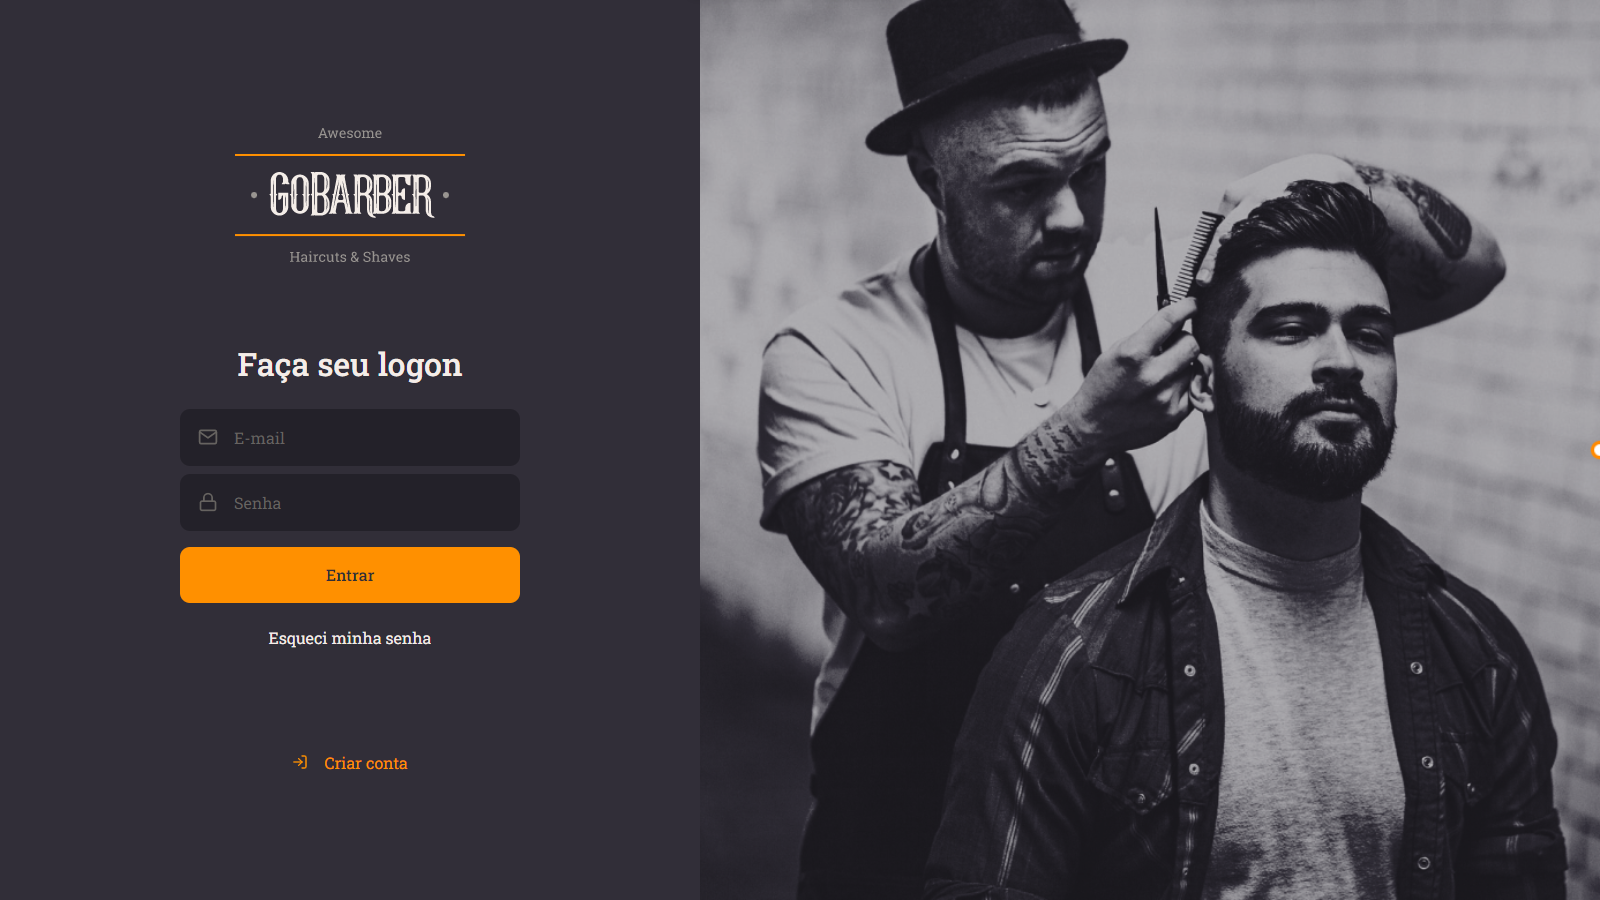 Awesome
GoBARBER
Haircuts & Shaves
Faça seu logon
E-mail
Senha
Entrar
Esqueci minha senha
Criar conta